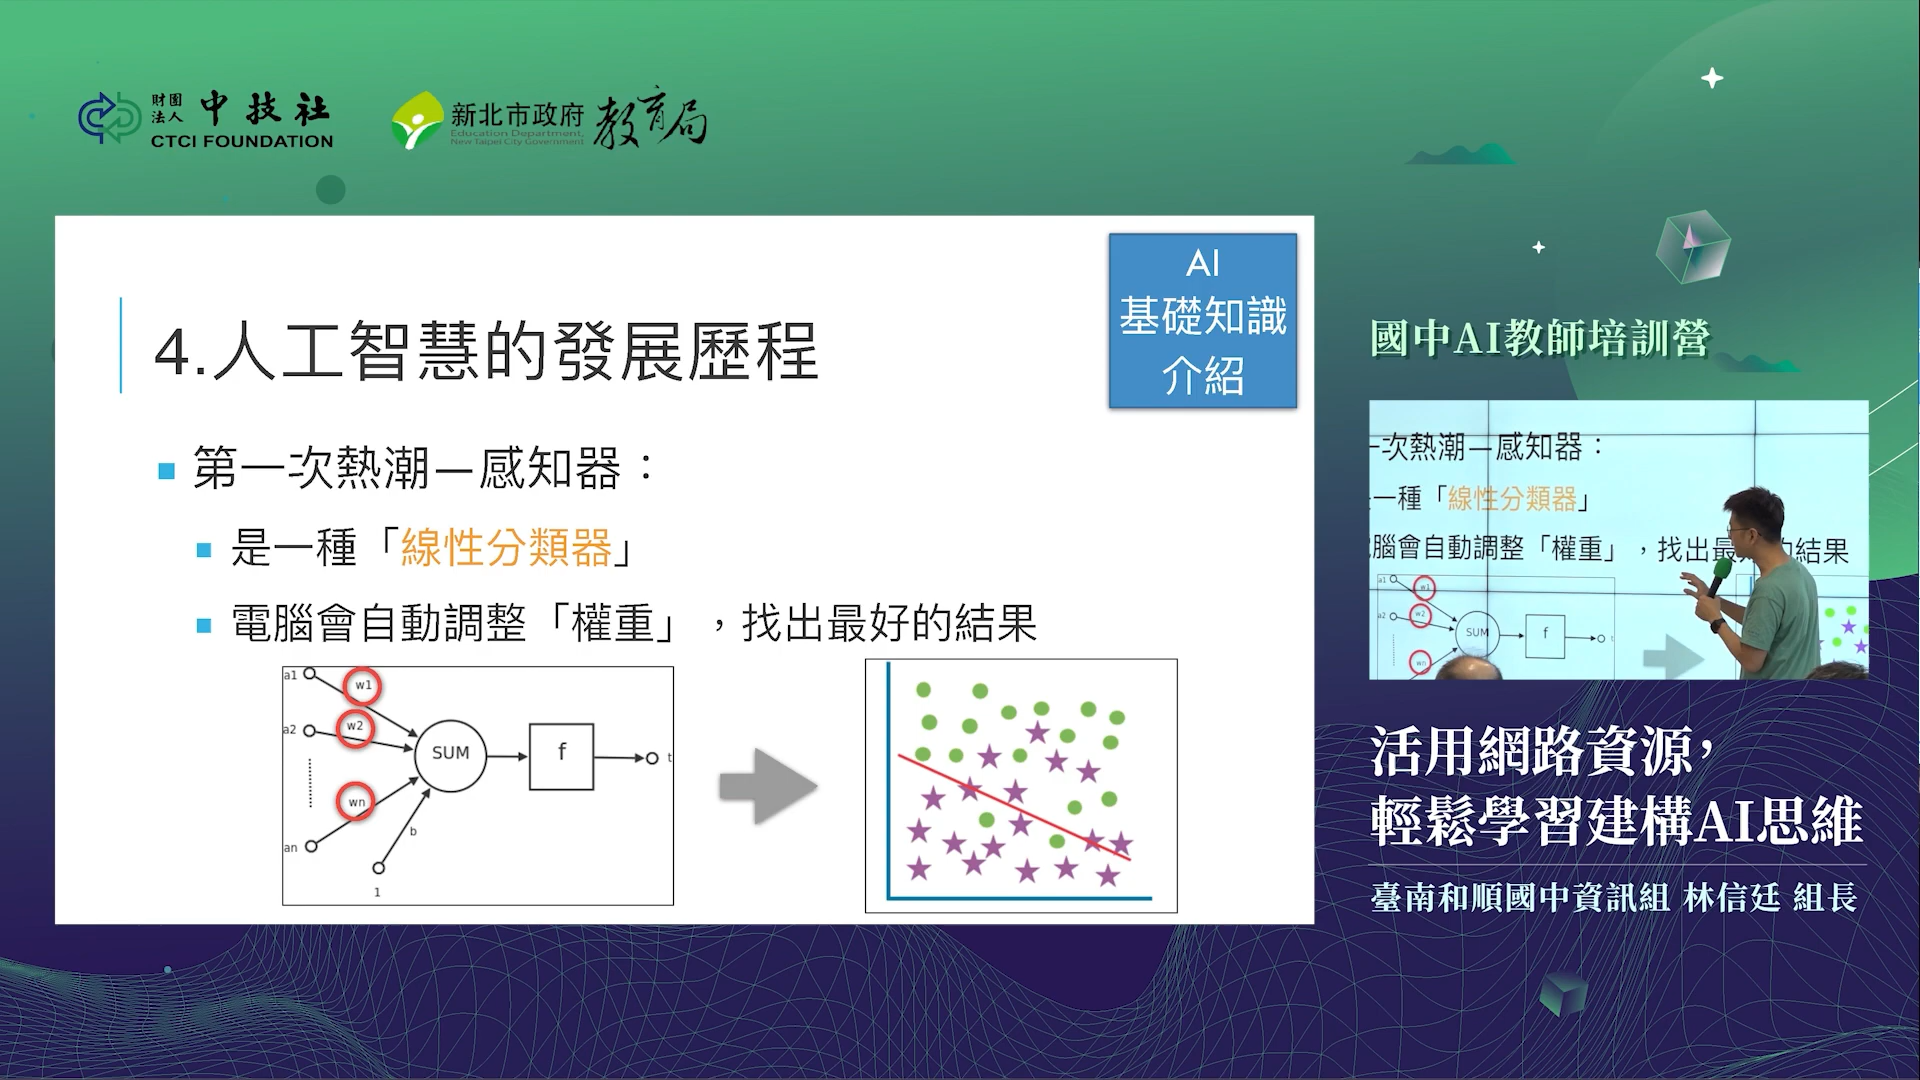 財團法人 中技社
CTCI FOUNDATION
新北市政府 教育局
Education Department,
New Taipei City Government
AI
基礎知識
介紹
4.人工智慧的發展歷程
第一次熱潮—感知器：
是一種「線性分類器」
電腦會自動調整「權重」，找出最好的結果
a1
w1
a2
w2
wn
an
b
1
SUM
f
t
國中AI教師培訓營
一次熱潮—感知器：
一種「線性分類器」
腦會自動調整「權重」，找出最
的結果
a1
w1
a2
w2
wn
SUM
f
t
活用網路資源，
輕鬆學習建構AI思維
臺南和順國中資訊組 林信廷 組長